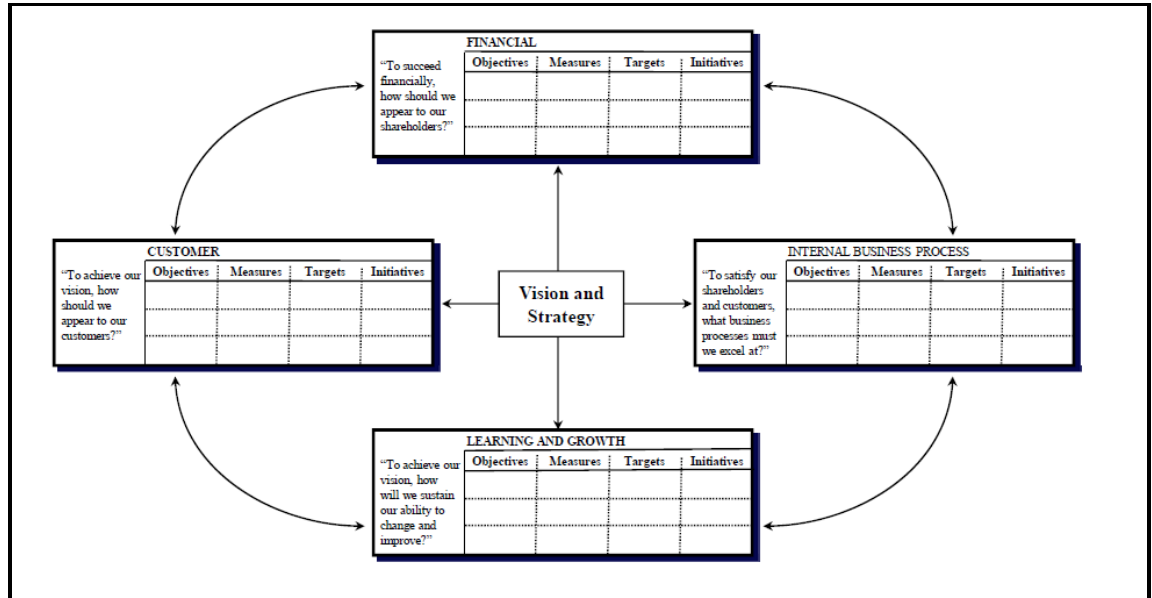 FINANCIAL
“To succeed
financially,
how should we
appear to our
shareholders?”
Objectives Measures Targets Initiatives
CUSTOMER
“To achieve our
vision, how
should we
appear to our
customers?”
Objectives Measures Targets Initiatives
Vision and
Strategy
INTERNAL BUSINESS PROCESS
“To satisfy our
shareholders
and customers,
what business
processes must
we excel at?”
Objectives Measures Targets Initiatives
LEARNING AND GROWTH
“To achieve our
vision, how
will we sustain
our ability to
change and
improve?”
Objectives Measures Targets Initiatives